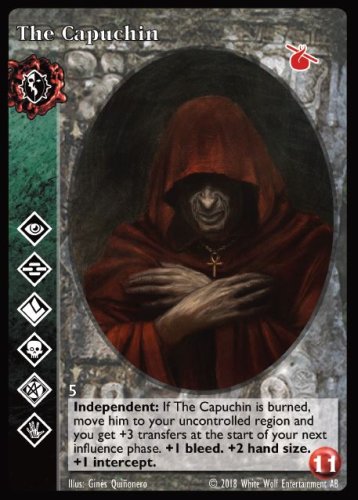 The Capuchin
5
Independent: If The Capuchin is burned,
move him to your uncontrolled region and
you get +3 transfers at the start of your next
influence phase. +1 bleed. +2 hand size.
+1 intercept.
11
Illus: Ginés Quiñonero
© 2018 White Wolf Entertainment AB